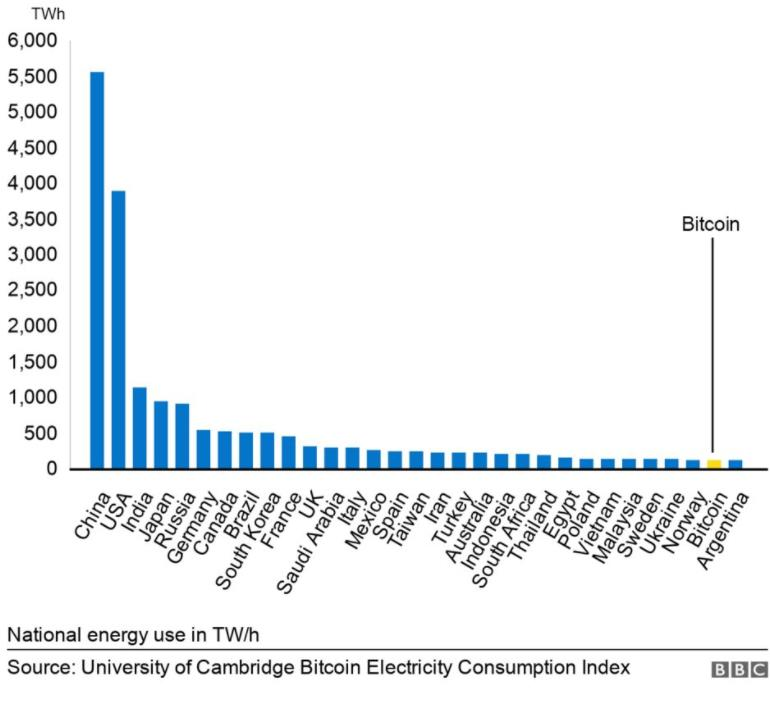 TWh
6,000
5,500
5,000
4,500
4,000
3,500
3,000
2,500
2,000
1,500
1,000
500
0
Bitcoin
China
USA
India
Japan
Russia
Germany
Canada
Brazil
South Korea
France
UK
Saudi Arabia
Italy
Mexico
Spain
Taiwan
Iran
Turkey
Australia
Indonesia
South Africa
Thailand
Egypt
Poland
Vietnam
Malaysia
Sweden
Ukraine
Norway
Bitcoin
Argentina
National energy use in TW/h
Source: University of Cambridge Bitcoin Electricity Consumption Index
BBC